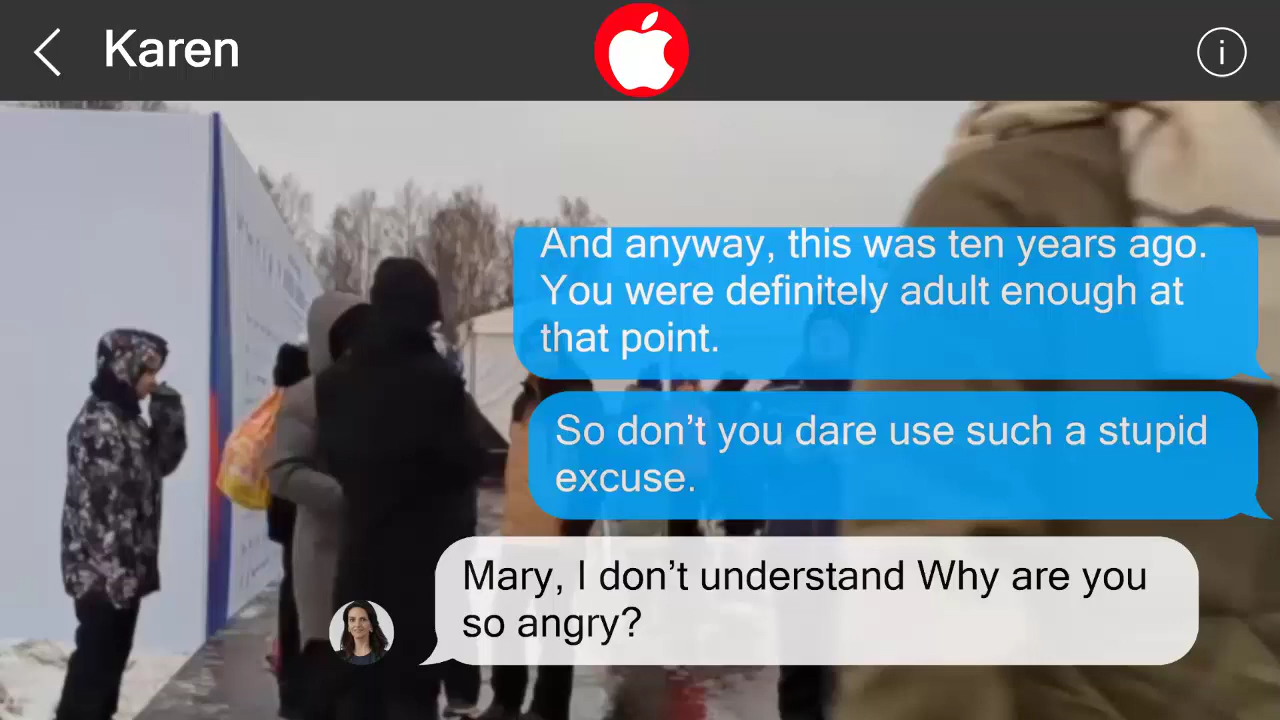 Karen
i
And anyway, this was ten years ago.
You were definitely adult enough at
that point.
So don’t you dare use such a stupid
excuse.
Mary, I don’t understand Why are you
so angry?